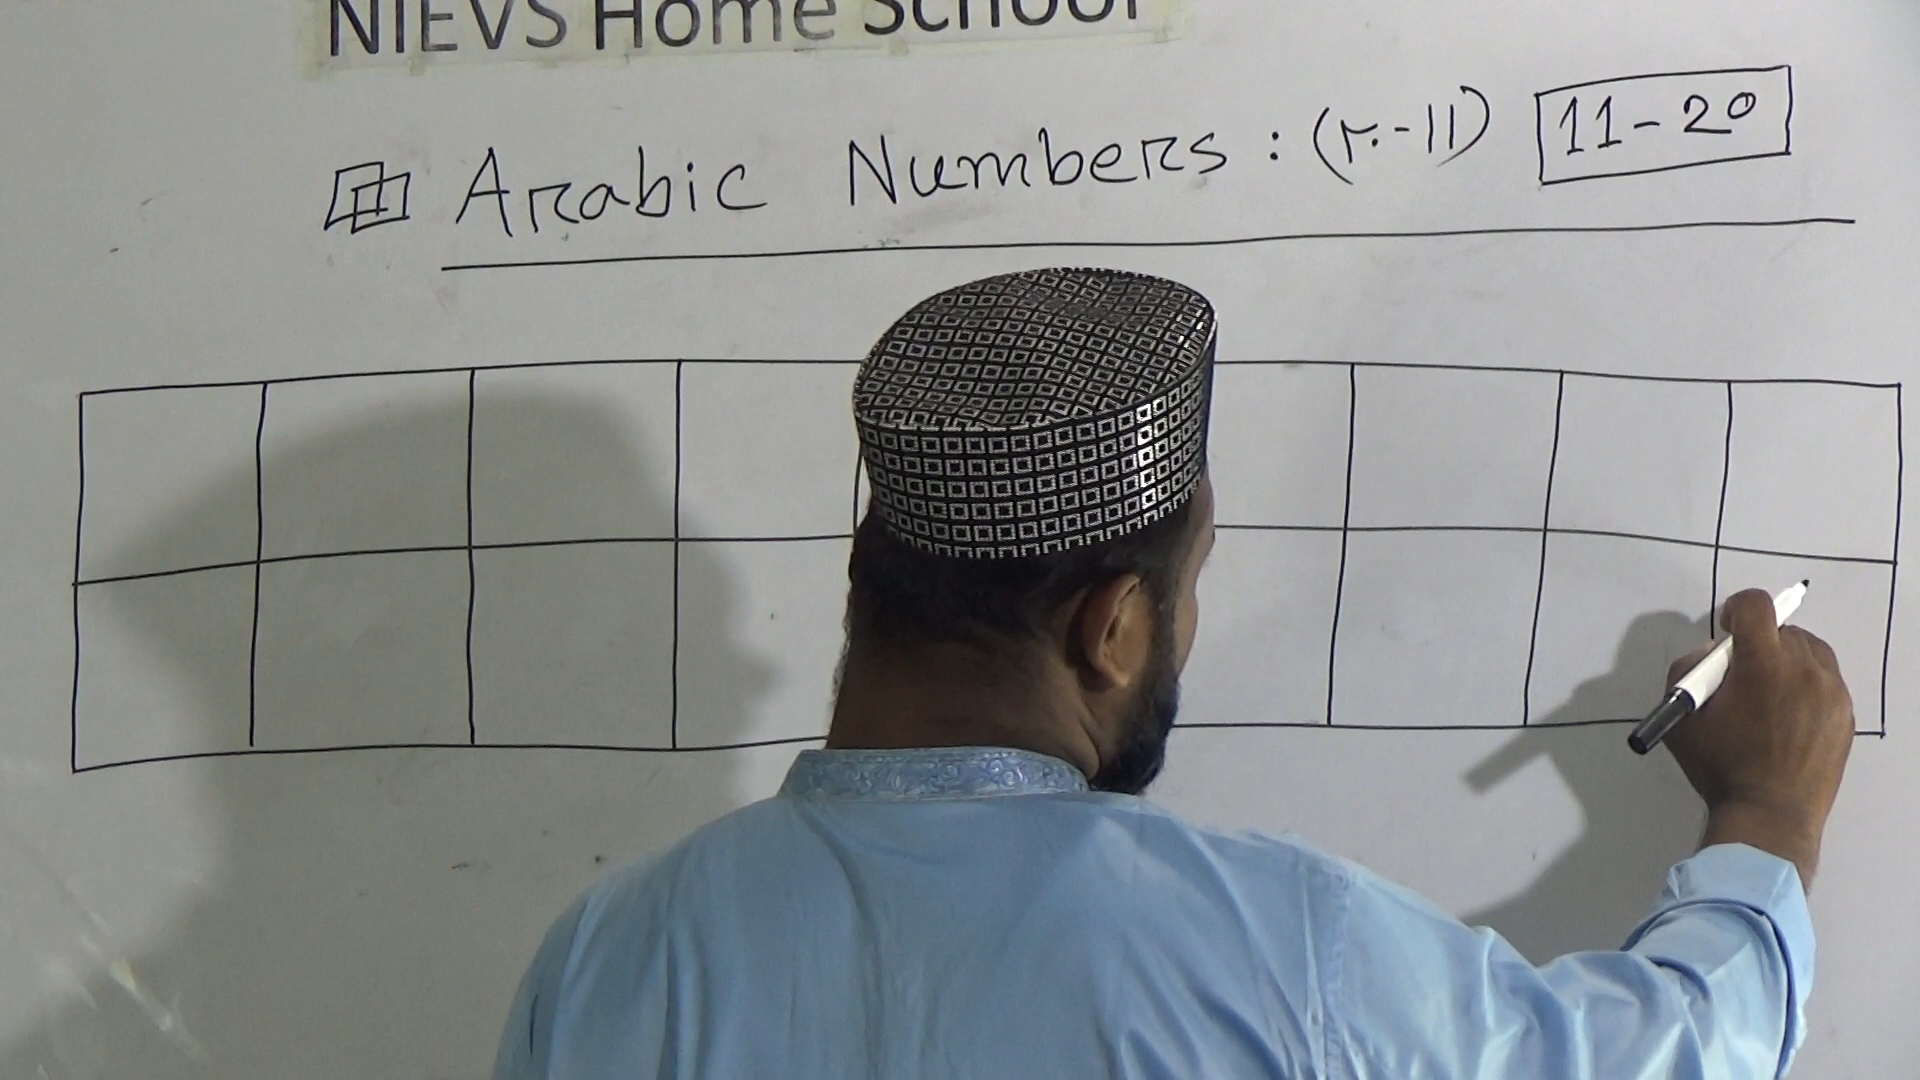 NIEVS Home School
Arabic Numbers : (٢٠-١١) 11-20